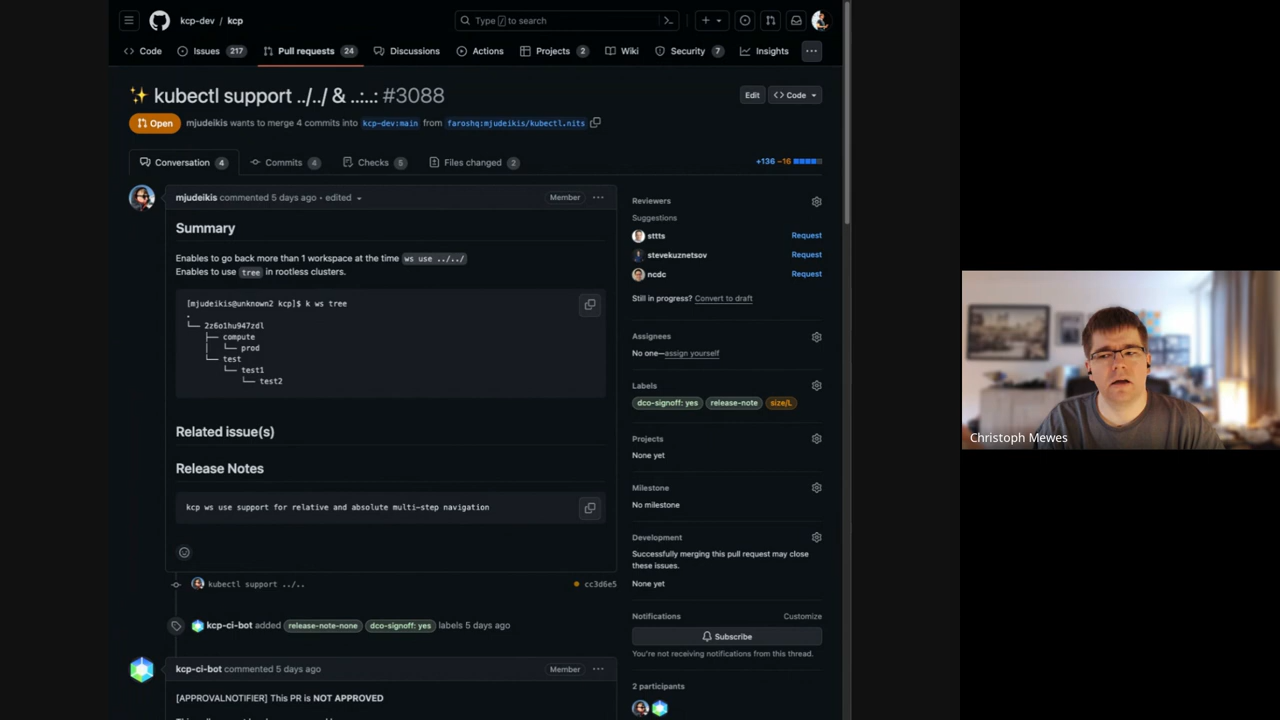 kcp-dev / kcp
Type / to search
Code
Issues 217
Pull requests 24
Discussions
Actions
Projects 2
Wiki
Security 7
Insights
✨ kubectl support ../../ & ..:..: #3088
Edit
<> Code
Open
mjudeikis wants to merge 4 commits into kcp-dev:main from faroshq:mjudeikis/kubectl.nits
Conversation 4
Commits 4
Checks 5
Files changed 2
+136 −16
mjudeikis commented 5 days ago • edited
Member
Summary
Enables to go back more than 1 workspace at the time ws use ../../
Enables to use tree in rootless clusters.
[mjudeikis@unknown2 kcp]$ k ws tree
.
└── 2z6o1hu947zdl
├── compute
│ └── prod
└── test
└── test1
└── test2
Related issue(s)
Release Notes
kcp ws use support for relative and absolute multi-step navigation
kubectl support ../..
cc3d6e5
kcp-ci-bot added release-note-none dco-signoff: yes labels 5 days ago
kcp-ci-bot commented 5 days ago
Member
[APPROVALNOTIFIER] This PR is NOT APPROVED
Reviewers
Suggestions
sttts Request
stevekuznetsov Request
ncdc Request
Still in progress? Convert to draft
Assignees
No one—assign yourself
Labels
dco-signoff: yes release-note size/L
Projects
None yet
Milestone
No milestone
Development
Successfully merging this pull request may close
these issues.
None yet
Notifications Customize
Subscribe
You're not receiving notifications from this thread.
2 participants
Christoph Mewes